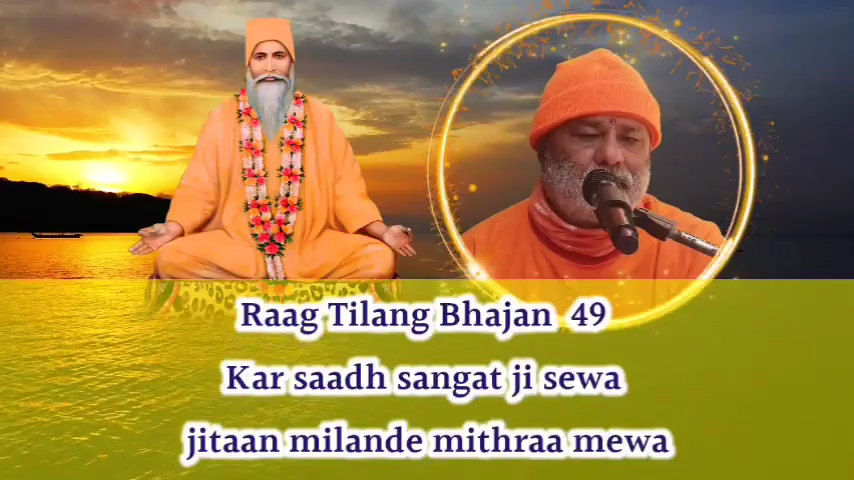 Raag Tilang Bhajan 49
Kar saadh sangat ji sewa
jitaan milande mithraa mewa